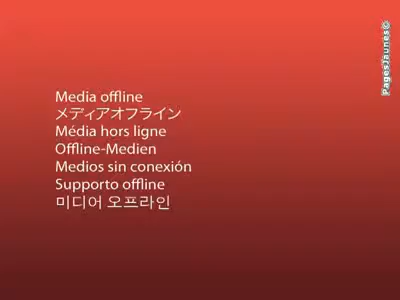 PagesJaunes©
Media offline
メディアオフライン
Média hors ligne
Offline-Medien
Medios sin conexión
Supporto offline
미디어 오프라인